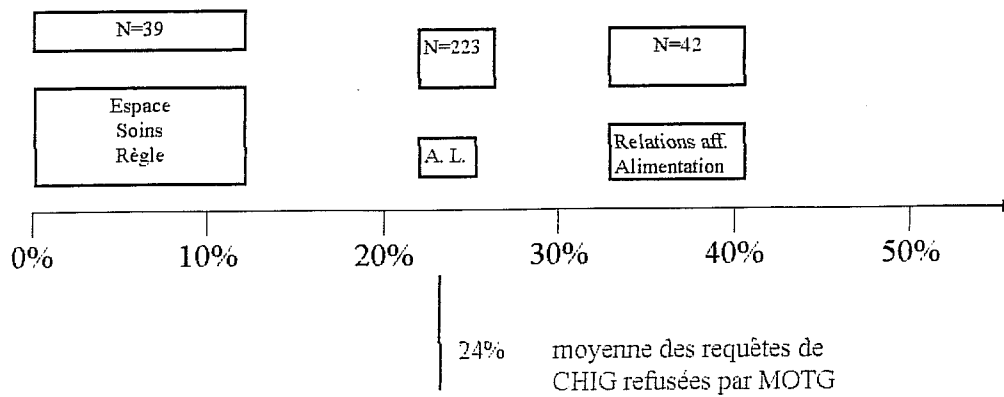 N=39
N=223
N=42
Espace
Soins
Règle
A. L.
Relations aff.
Alimentation
0% 10% 20% 30% 40% 50%
24% moyenne des requêtes de
CHIG refusées par MOTG